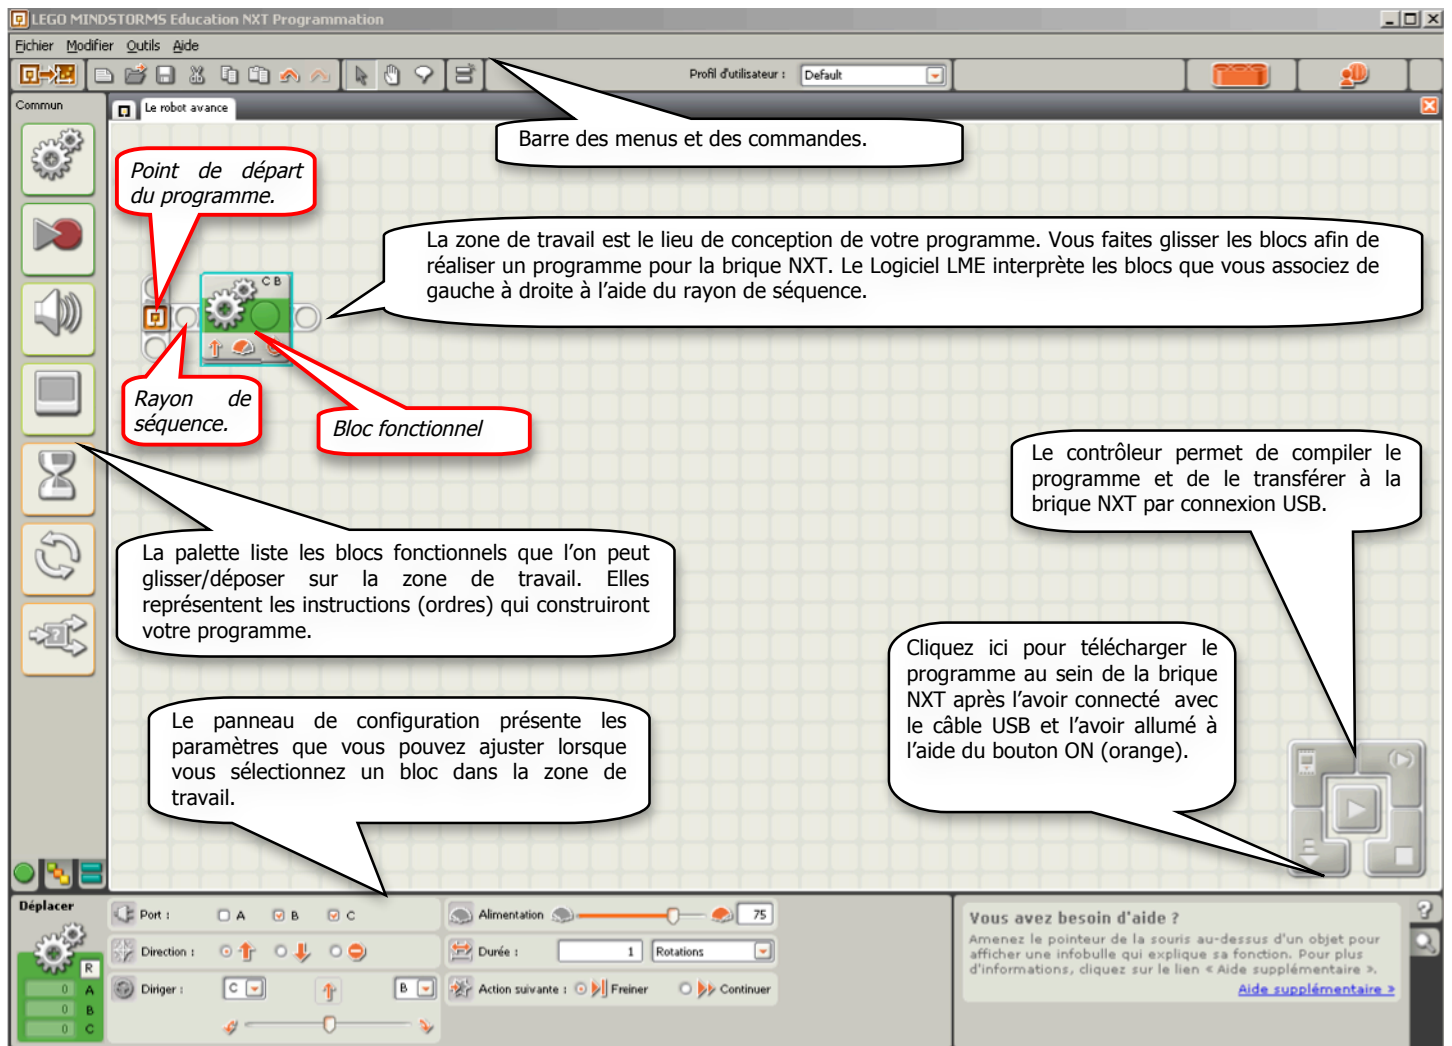 LEGO MINDSTORMS Education NXT Programmation
Fichier Modifier Outils Aide
Profil d'utilisateur : Default
Commun
Le robot avance
Barre des menus et des commandes.
Point de départ
du programme.
La zone de travail est le lieu de conception de votre programme. Vous faites glisser les blocs afin de
réaliser un programme pour la brique NXT. Le Logiciel LME interprète les blocs que vous associez de
gauche à droite à l'aide du rayon de séquence.
C B
Rayon de
séquence.
Bloc fonctionnel
Le contrôleur permet de compiler le
programme et de le transférer à la
brique NXT par connexion USB.
La palette liste les blocs fonctionnels que l'on peut
glisser/déposer sur la zone de travail. Elles
représentent les instructions (ordres) qui construiront
votre programme.
Cliquez ici pour télécharger le
programme au sein de la brique
NXT après l'avoir connecté avec
le câble USB et l'avoir allumé à
l'aide du bouton ON (orange).
Le panneau de configuration présente les
paramètres que vous pouvez ajuster lorsque
vous sélectionnez un bloc dans la zone de
travail.
Déplacer
R
0 A
0 B
0 C
Port : A B C
Direction :
Diriger : C B
Alimentation 75
Durée : 1 Rotations
Action suivante : Freiner Continuer
Vous avez besoin d'aide ?
Amenez le pointeur de la souris au-dessus d'un objet pour
afficher une infobulle qui explique sa fonction. Pour plus
d'informations, cliquez sur le lien « Aide supplémentaire ».
Aide supplémentaire »
?